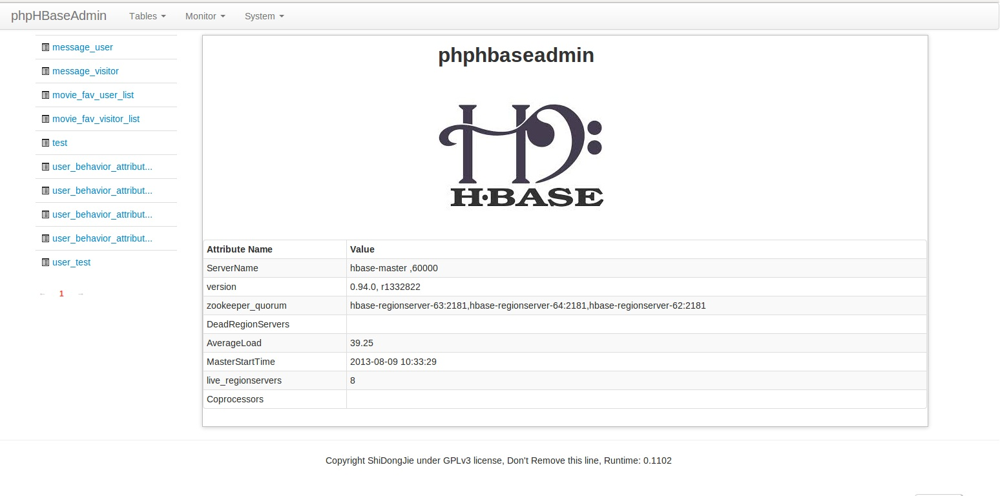 phpHBaseAdmin Tables Monitor System
message_user
message_visitor
movie_fav_user_list
movie_fav_visitor_list
test
user_behavior_attribut...
user_behavior_attribut...
user_behavior_attribut...
user_behavior_attribut...
user_test
← 1 →
phphbaseadmin
H·BASE
Attribute Name Value
ServerName hbase-master ,60000
version 0.94.0, r1332822
zookeeper_quorum hbase-regionserver-63:2181,hbase-regionserver-64:2181,hbase-regionserver-62:2181
DeadRegionServers
AverageLoad 39.25
MasterStartTime 2013-08-09 10:33:29
live_regionservers 8
Coprocessors
Copyright ShiDongJie under GPLv3 license, Don't Remove this line, Runtime: 0.1102